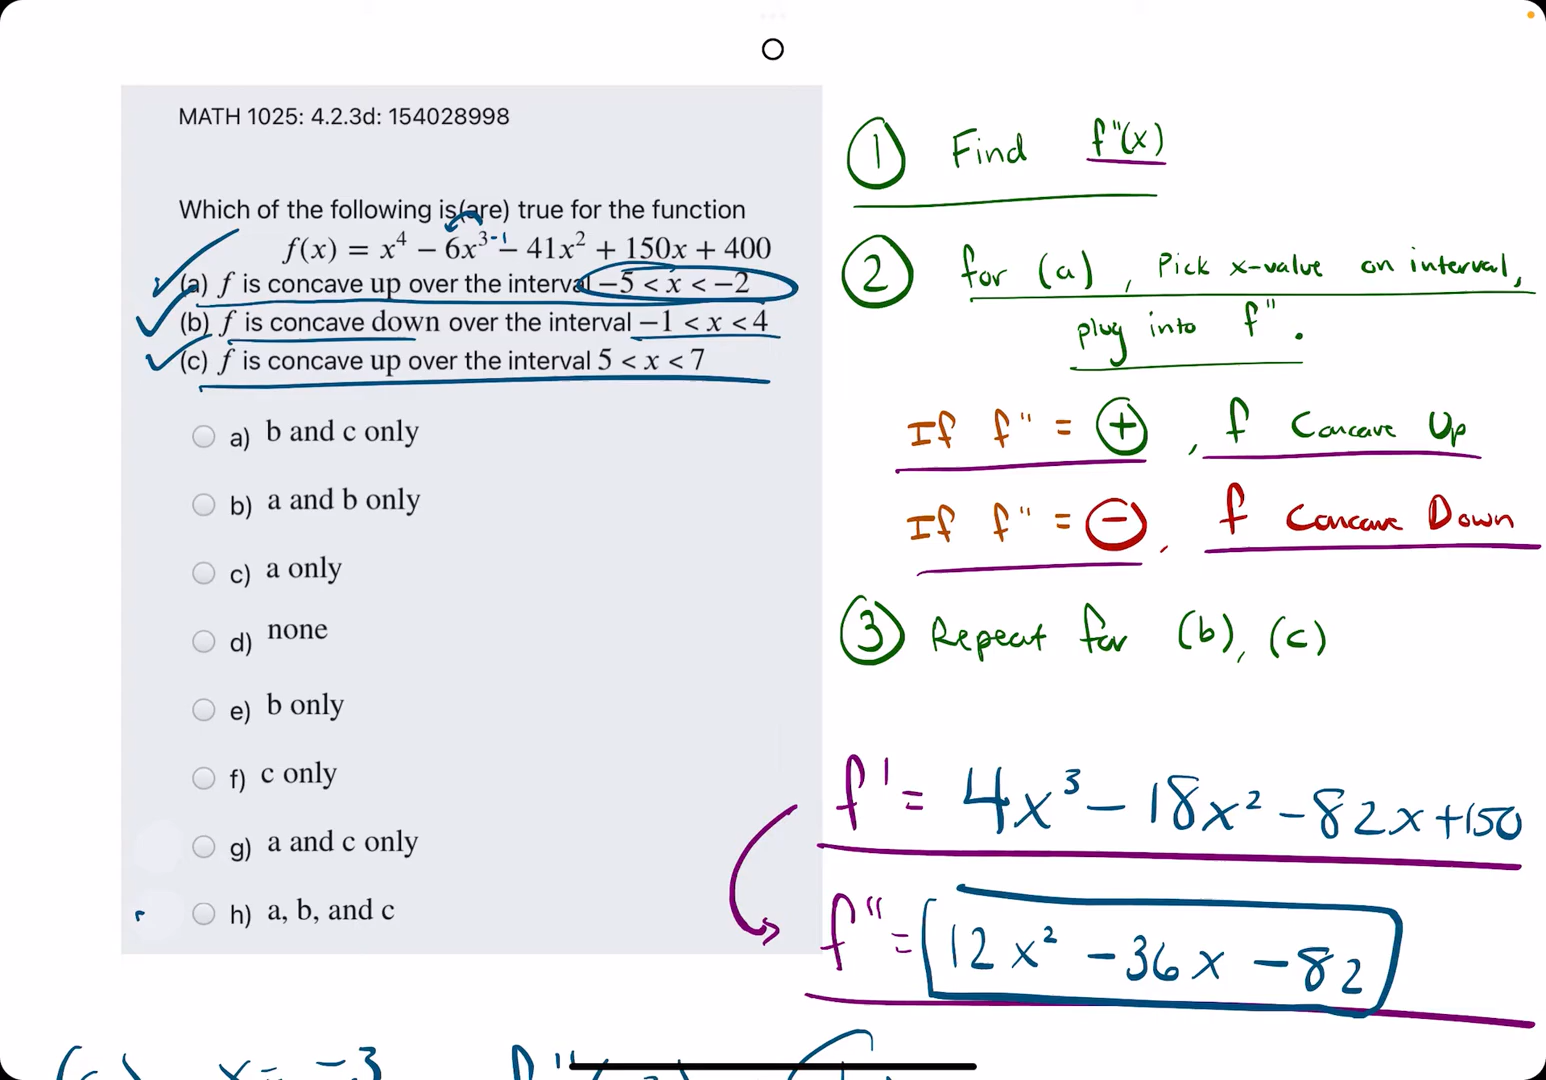 MATH 1025: 4.2.3d: 154028998
Which of the following is(are) true for the function
f(x) = x⁴ − 6x³⁻¹ − 41x² + 150x + 400
(a) f is concave up over the interval −5 < x < −2
(b) f is concave down over the interval −1 < x < 4
(c) f is concave up over the interval 5 < x < 7
a) b and c only
b) a and b only
c) a only
d) none
e) b only
f) c only
g) a and c only
h) a, b, and c
① Find f"(x)
② for (a), Pick x-value on interval,
plug into f".
If f" = ⊕, f Concave Up
If f" = ⊖, f Concave Down
③ Repeat for (b), (c)
f' = 4x³ − 18x² − 82x + 150
f" = 12x² − 36x − 82
x = −3